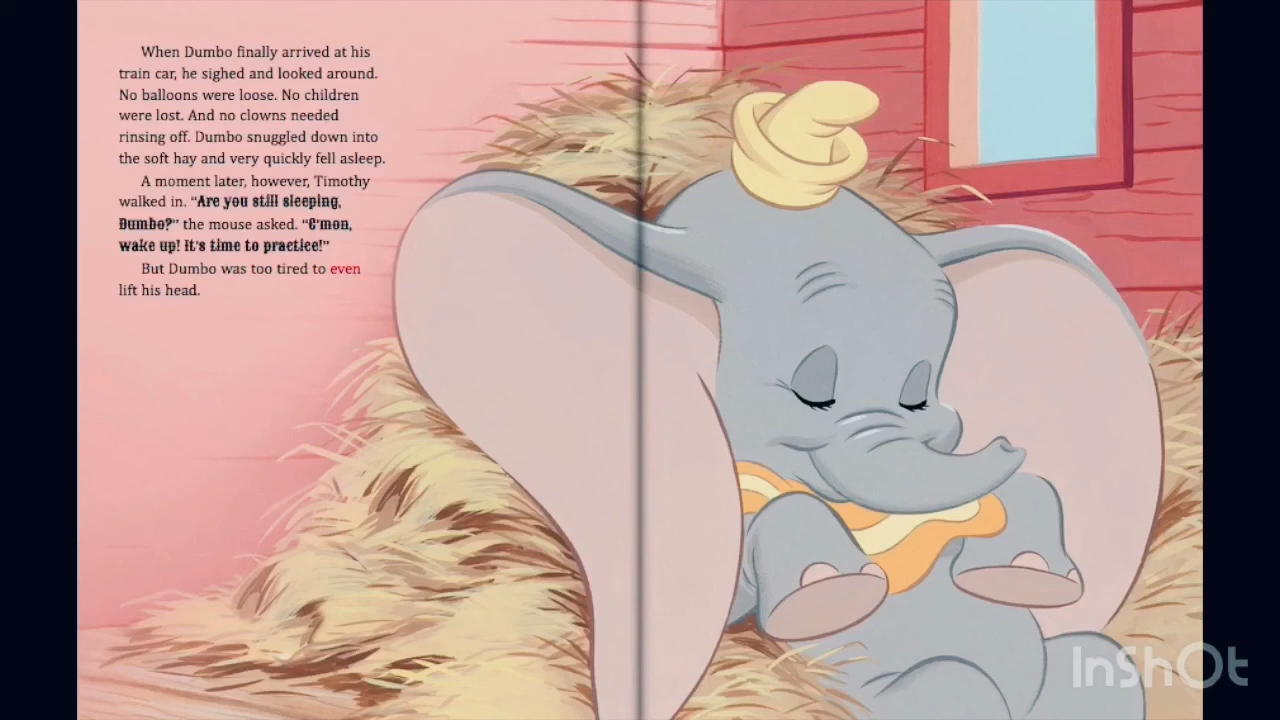 When Dumbo finally arrived at his
train car, he sighed and looked around.
No balloons were loose. No children
were lost. And no clowns needed
rinsing off. Dumbo snuggled down into
the soft hay and very quickly fell asleep.
A moment later, however, Timothy
walked in. “Are you still sleeping,
Dumbo?” the mouse asked. “C’mon,
wake up! It’s time to practice!”
But Dumbo was too tired to even
lift his head.
InShOt